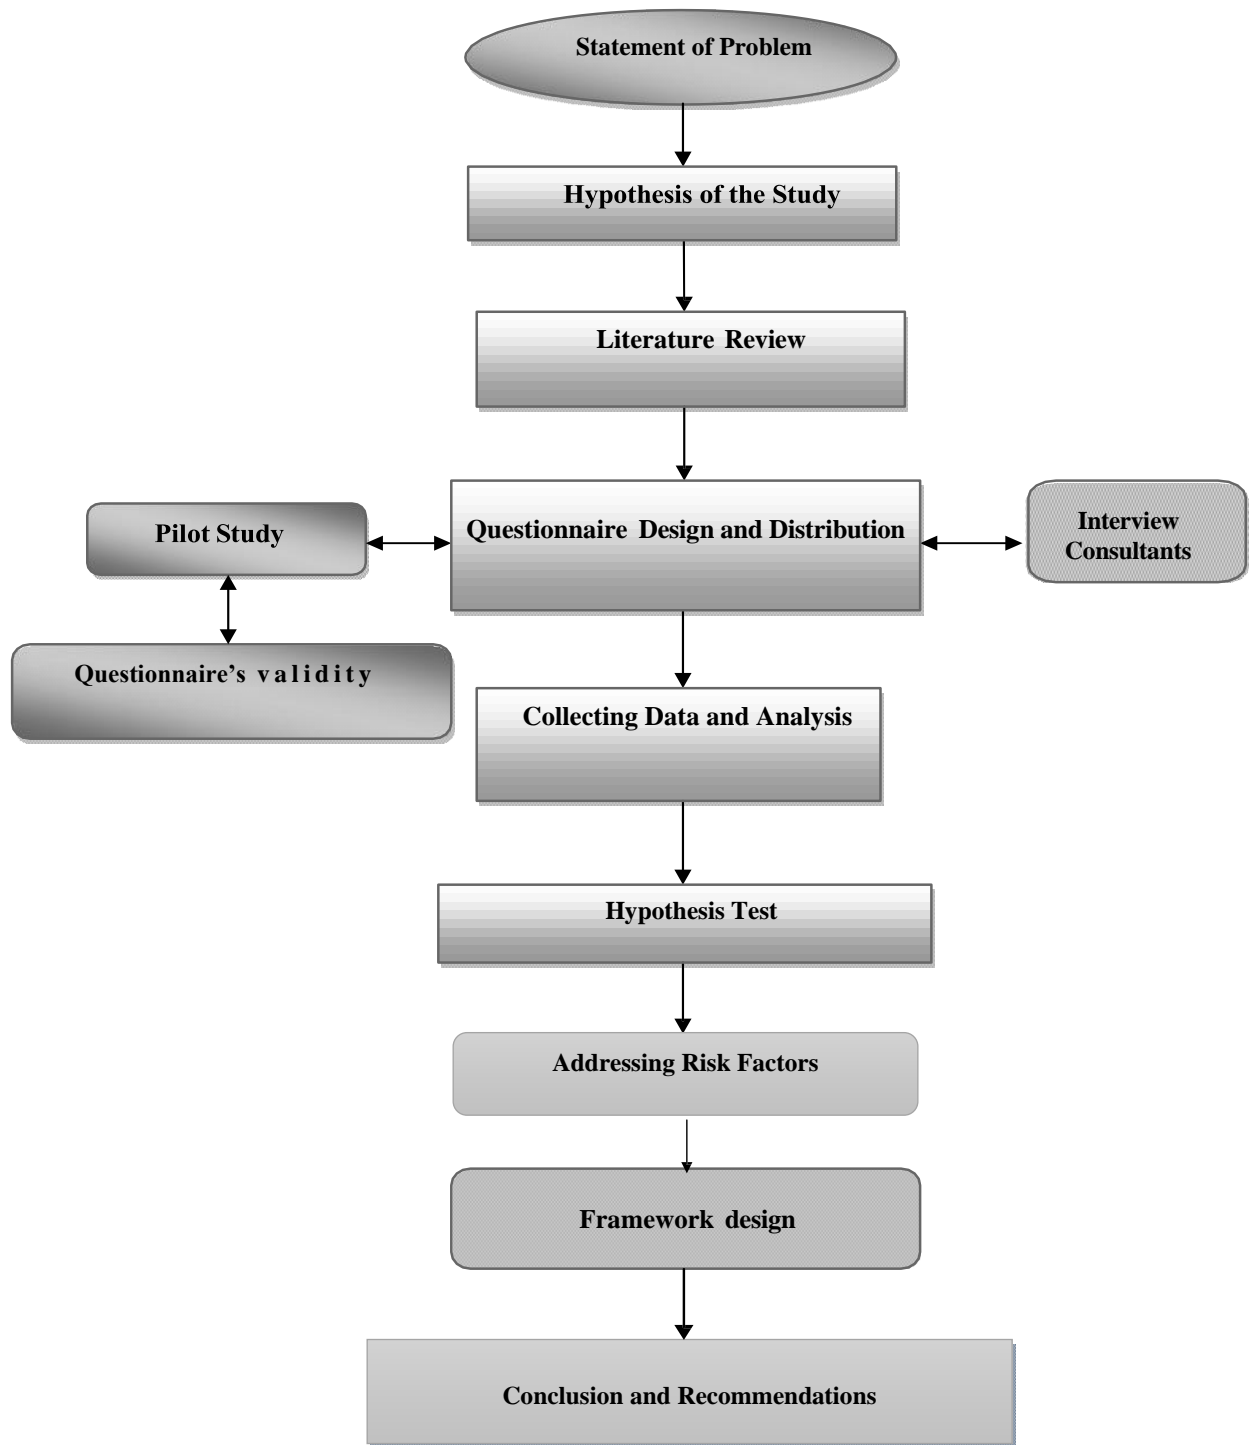 Statement of Problem
Hypothesis of the Study
Literature Review
Pilot Study
Questionnaire Design and Distribution
Interview
Consultants
Questionnaire’s validity
Collecting Data and Analysis
Hypothesis Test
Addressing Risk Factors
Framework design
Conclusion and Recommendations